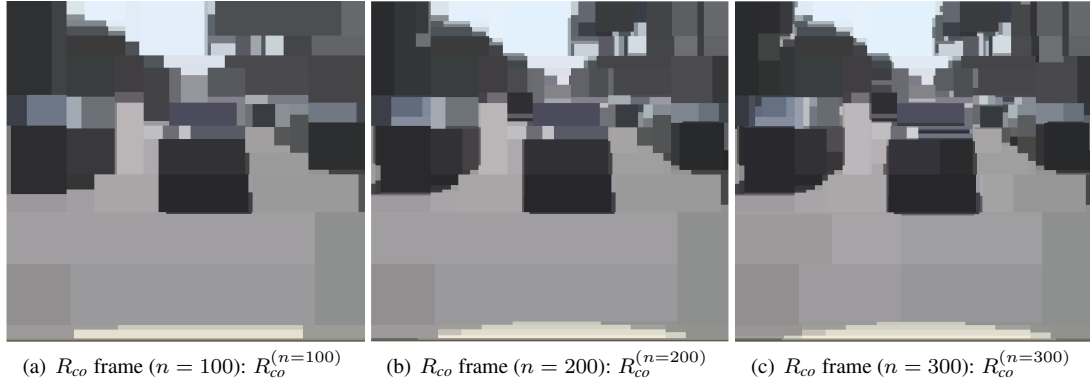 (a) R_co frame (n = 100): R_co^(n=100)
(b) R_co frame (n = 200): R_co^(n=200)
(c) R_co frame (n = 300): R_co^(n=300)